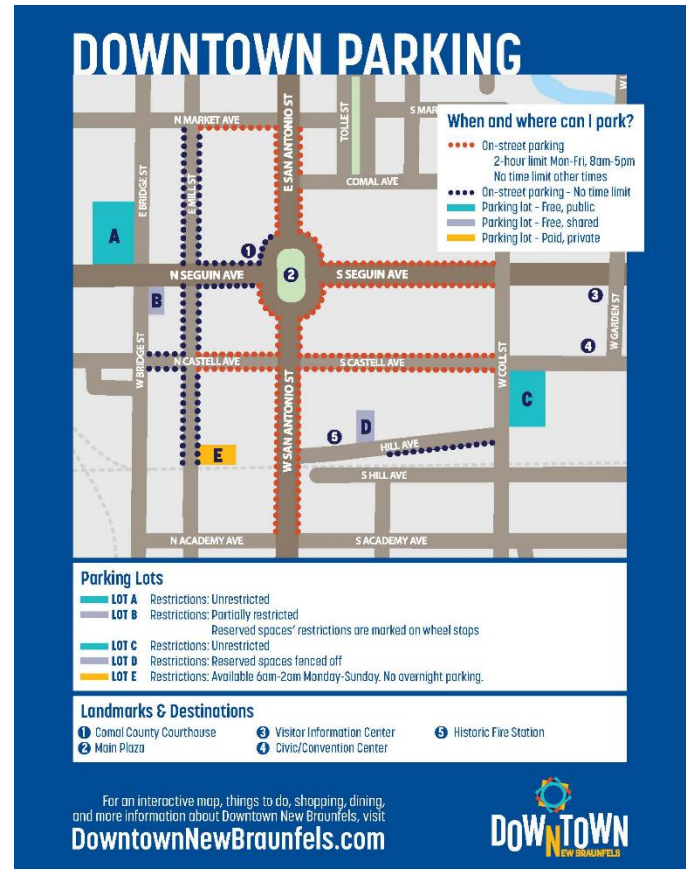 DOWNTOWN PARKING
N MARKET AVE
E BRIDGE ST
E MILL ST
E SAN ANTONIO ST
TOLLE ST
COMAL AVE
When and where can I park?
On-street parking
2-hour limit Mon-Fri, 8am-5pm
No time limit other times
On-street parking - No time limit
Parking lot - Free, public
Parking lot - Free, shared
Parking lot - Paid, private
A
1
N SEGUIN AVE
2
S SEGUIN AVE
3
B
W GARDEN ST
4
W BRIDGE ST
N CASTELL AVE
S CASTELL AVE
W COLL ST
C
W SAN ANTONIO ST
D
5
HILL AVE
E
S HILL AVE
N ACADEMY AVE
S ACADEMY AVE
Parking Lots
LOT A Restrictions: Unrestricted
LOT B Restrictions: Partially restricted
Reserved spaces' restrictions are marked on wheel stops
LOT C Restrictions: Unrestricted
LOT D Restrictions: Reserved spaces fenced off
LOT E Restrictions: Available 6am-2am Monday-Sunday. No overnight parking.
Landmarks & Destinations
1 Comal County Courthouse
2 Main Plaza
3 Visitor Information Center
4 Civic/Convention Center
5 Historic Fire Station
For an interactive map, things to do, shopping, dining,
and more information about Downtown New Braunfels, visit
DowntownNewBraunfels.com
DOWNTOWN
NEW BRAUNFELS